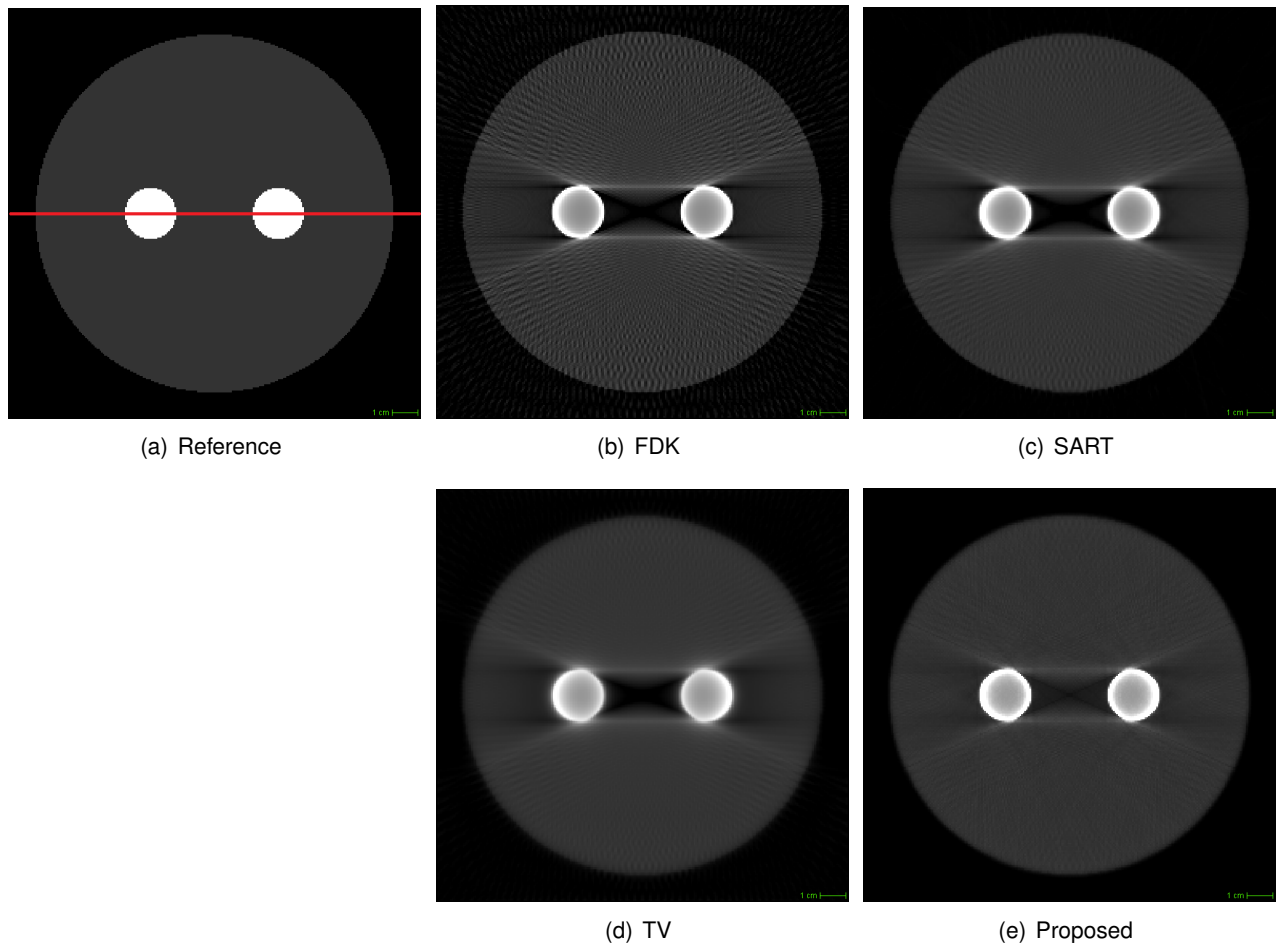 1 cm
1 cm
1 cm
(a) Reference
(b) FDK
(c) SART
1 cm
1 cm
(d) TV
(e) Proposed